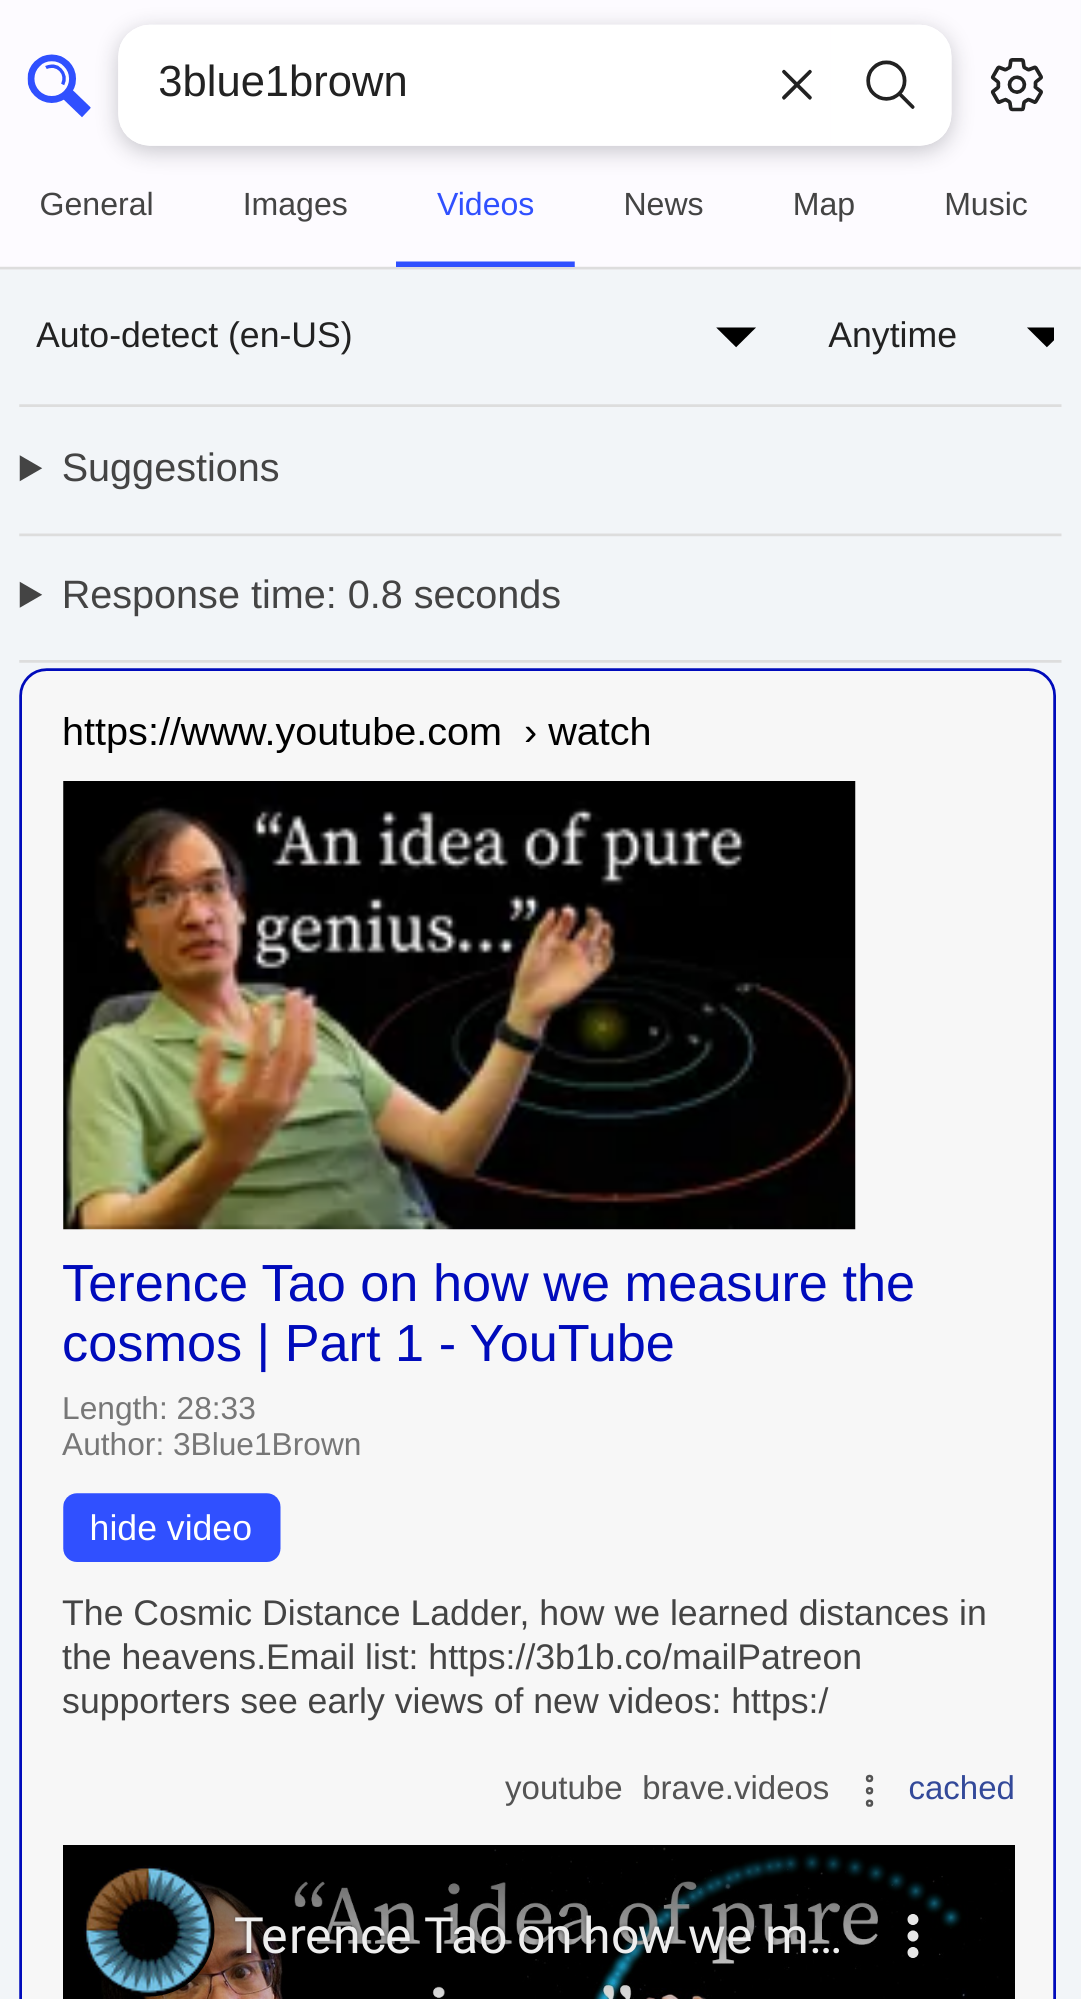 3blue1brown
General Images Videos News Map Music
Auto-detect (en-US) Anytime
Suggestions
Response time: 0.8 seconds
https://www.youtube.com › watch
“An idea of pure
genius...”
Terence Tao on how we measure the
cosmos | Part 1 - YouTube
Length: 28:33
Author: 3Blue1Brown
hide video
The Cosmic Distance Ladder, how we learned distances in
the heavens.Email list: https://3b1b.co/mailPatreon
supporters see early views of new videos: https:/
youtube brave.videos cached
“An idea of pure
Terence Tao on how we m...